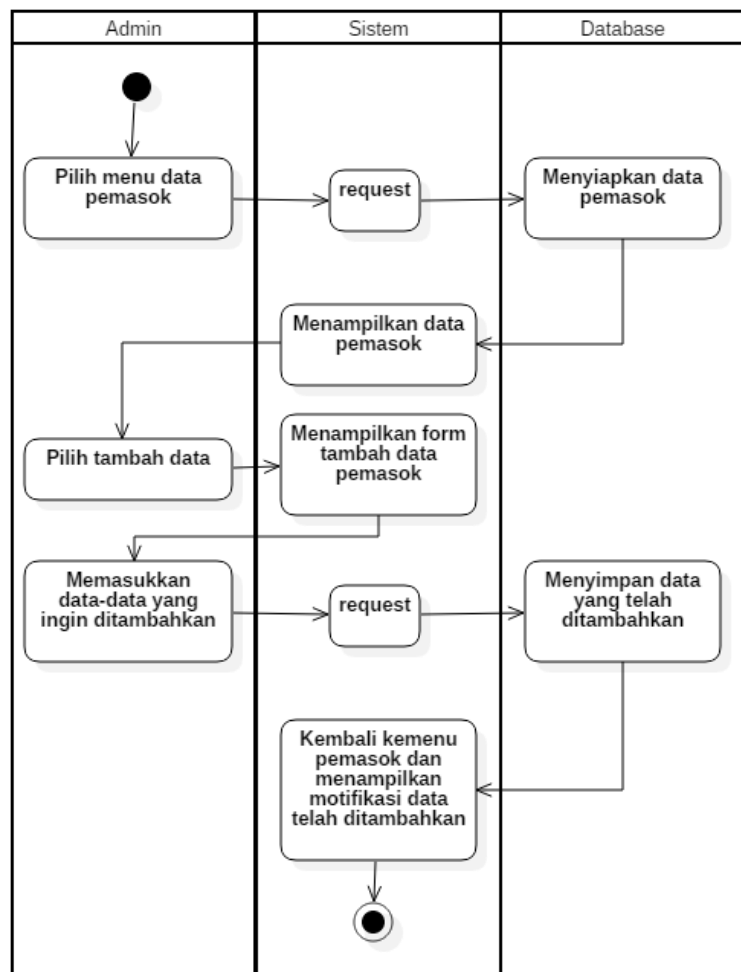 Admin
Sistem
Database
Pilih menu data
pemasok
request
Menyiapkan data
pemasok
Menampilkan data
pemasok
Pilih tambah data
Menampilkan form
tambah data
pemasok
Memasukkan
data-data yang
ingin ditambahkan
request
Menyimpan data
yang telah
ditambahkan
Kembali kemenu
pemasok dan
menampilkan
motifikasi data
telah ditambahkan